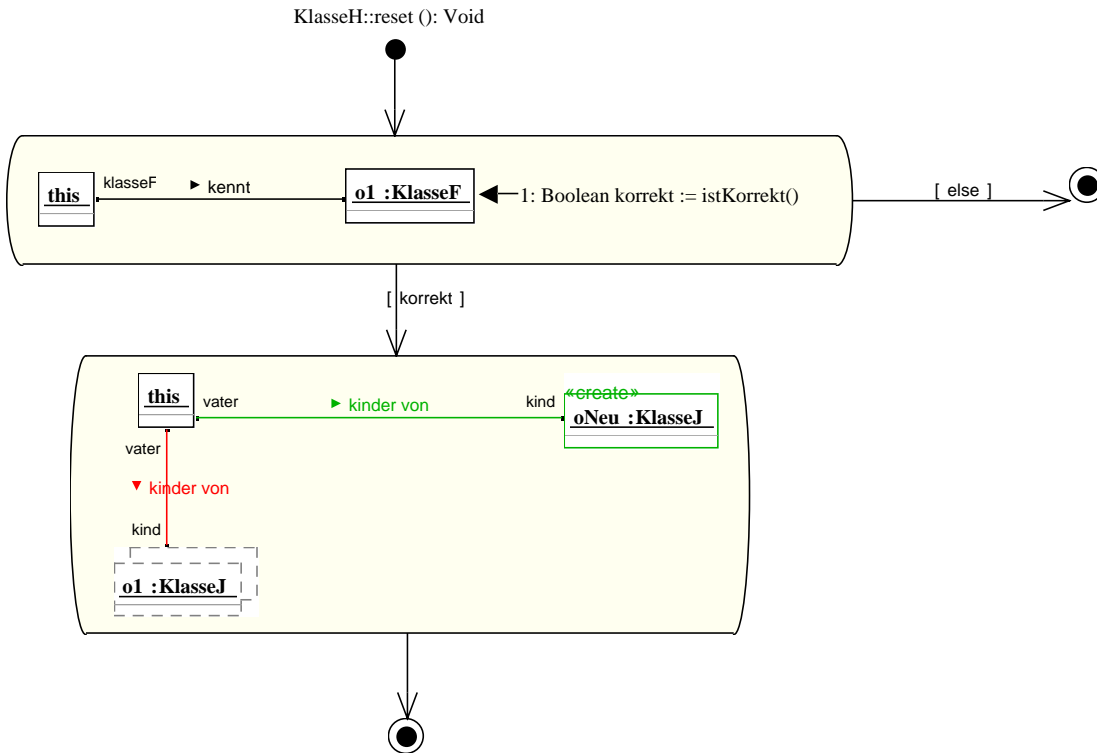 KlasseH::reset (): Void
this
klasseF
► kennt
o1 :KlasseF
1: Boolean korrekt := istKorrekt()
[ else ]
[ korrekt ]
this
vater
► kinder von
kind
«create»
oNeu :KlasseJ
vater
▼ kinder von
kind
o1 :KlasseJ